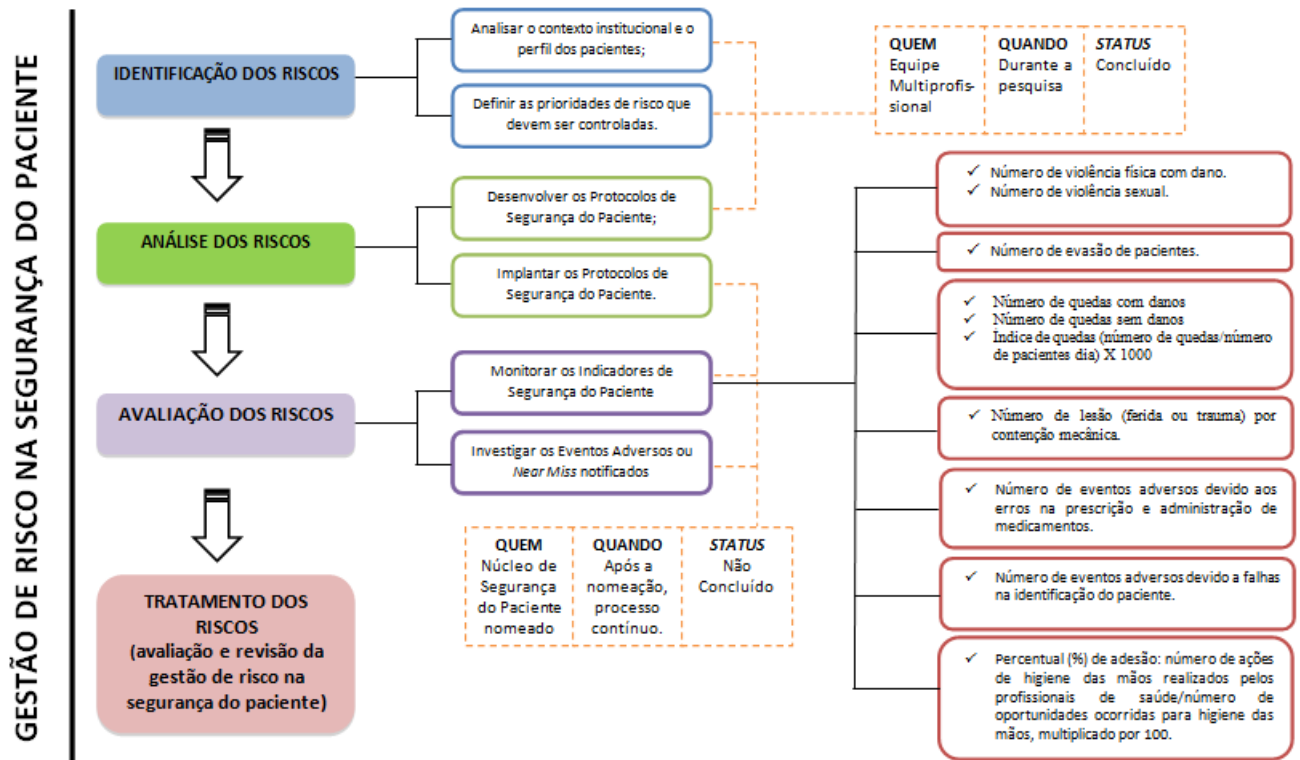 GESTÃO DE RISCO NA SEGURANÇA DO PACIENTE
IDENTIFICAÇÃO DOS RISCOS
Analisar o contexto institucional e o
perfil dos pacientes;
Definir as prioridades de risco que
devem ser controladas.
QUEM
Equipe
Multiprofis-
sional
QUANDO
Durante a
pesquisa
STATUS
Concluído
ANÁLISE DOS RISCOS
Desenvolver os Protocolos de
Segurança do Paciente;
Implantar os Protocolos de
Segurança do Paciente.
AVALIAÇÃO DOS RISCOS
Monitorar os Indicadores de
Segurança do Paciente
Investigar os Eventos Adversos ou
Near Miss notificados
QUEM
Núcleo de
Segurança
do Paciente
nomeado
QUANDO
Após a
nomeação,
processo
contínuo.
STATUS
Não
Concluído
✓ Número de violência física com dano.
✓ Número de violência sexual.
✓ Número de evasão de pacientes.
✓ Número de quedas com danos
✓ Número de quedas sem danos
✓ Índice de quedas (número de quedas/número
de pacientes dia) X 1000
✓ Número de lesão (ferida ou trauma) por
contenção mecânica.
✓ Número de eventos adversos devido aos
erros na prescrição e administração de
medicamentos.
✓ Número de eventos adversos devido a falhas
na identificação do paciente.
✓ Percentual (%) de adesão: número de ações
de higiene das mãos realizados pelos
profissionais de saúde/número de
oportunidades ocorridas para higiene das
mãos, multiplicado por 100.
TRATAMENTO DOS
RISCOS
(avaliação e revisão da
gestão de risco na
segurança do paciente)